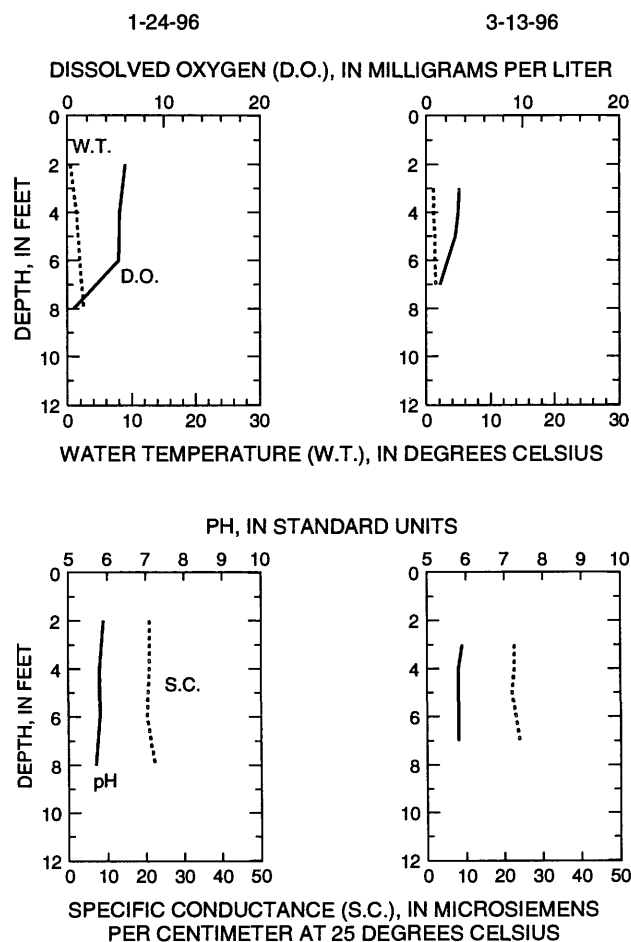 1-24-96 3-13-96
DISSOLVED OXYGEN (D.O.), IN MILLIGRAMS PER LITER
0 10 20 0 10 20
0
W.T.
2
4
6
D.O.
8
10
12
DEPTH, IN FEET
0
2
4
6
8
10
12
0 10 20 30 0 10 20 30
WATER TEMPERATURE (W.T.), IN DEGREES CELSIUS
PH, IN STANDARD UNITS
5 6 7 8 9 10 5 6 7 8 9 10
0
2
4
S.C.
6
8
pH
10
12
DEPTH, IN FEET
0
2
4
6
8
10
12
0 10 20 30 40 50 0 10 20 30 40 50
SPECIFIC CONDUCTANCE (S.C.), IN MICROSIEMENS
PER CENTIMETER AT 25 DEGREES CELSIUS